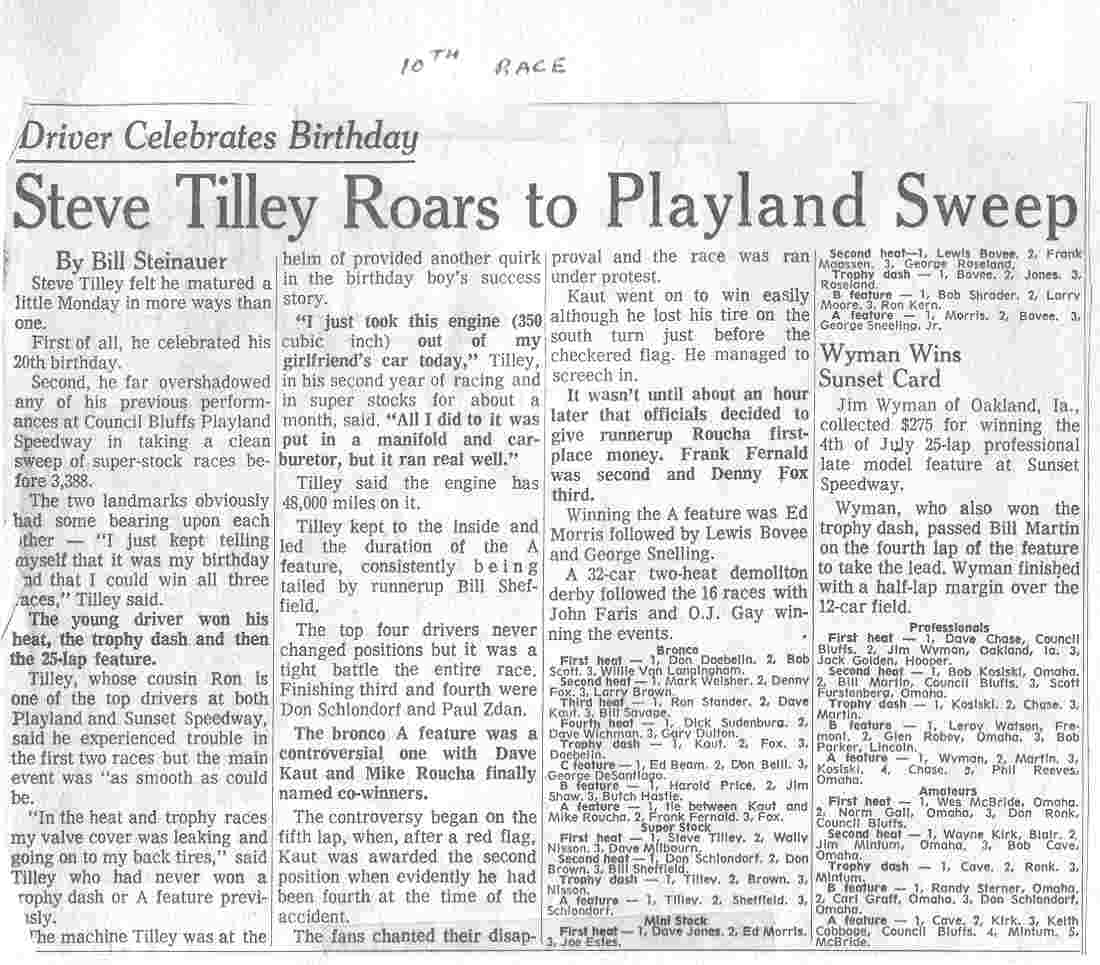 10TH RACE
Driver Celebrates Birthday
Steve Tilley Roars to Playland Sweep
By Bill Steinauer
Steve Tilley felt he matured a
little Monday in more ways than
one.
First of all, he celebrated his
20th birthday.
Second, he far overshadowed
any of his previous perform-
ances at Council Bluffs Playland
Speedway in taking a clean
sweep of super-stock races be-
fore 3,388.
The two landmarks obviously
had some bearing upon each
other — "I just kept telling
myself that it was my birthday
nd that I could win all three
races," Tilley said.
The young driver won his
heat, the trophy dash and then
the 25-lap feature.
Tilley, whose cousin Ron is
one of the top drivers at both
Playland and Sunset Speedway,
said he experienced trouble in
the first two races but the main
event was "as smooth as could
be.
"In the heat and trophy races
my valve cover was leaking and
going on to my back tires," said
Tilley who had never won a
rophy dash or A feature previ-
usly.
The machine Tilley was at the
helm of provided another quirk
in the birthday boy's success
story.
"I just took this engine (350
cubic inch) out of my
girlfriend's car today," Tilley,
in his second year of racing and
in super stocks for about a
month, said. "All I did to it was
put in a manifold and car-
buretor, but it ran real well."
Tilley said the engine has
48,000 miles on it.
Tilley kept to the inside and
led the duration of the A
feature, consistently being
tailed by runnerup Bill Shef-
field.
The top four drivers never
changed positions but it was a
tight battle the entire race.
Finishing third and fourth were
Don Schlondorf and Paul Zdan.
The bronco A feature was a
controversial one with Dave
Kaut and Mike Roucha finally
named co-winners.
The controversy began on the
fifth lap, when, after a red flag,
Kaut was awarded the second
position when evidently he had
been fourth at the time of the
accident.
The fans chanted their disap-
proval and the race was ran
under protest.
Kaut went on to win easily
although he lost his tire on the
south turn just before the
checkered flag. He managed to
screech in.
It wasn't until about an hour
later that officials decided to
give runnerup Roucha first-
place money. Frank Fernald
was second and Denny Fox
third.
Winning the A feature was Ed
Morris followed by Lewis Bovee
and George Snelling.
A 32-car two-heat demoliton
derby followed the 16 races with
John Faris and O.J. Gay win-
ning the events.
Bronco
First heat — 1, Don Doebelin. 2, Bob
Scott. 3, Willie Van Langingham.
Second heat — 1, Mark Welsher. 2, Denny
Fox. 3, Larry Brown.
Third heat — 1, Ron Stander. 2, Dave
Kaut. 3, Bill Savage.
Fourth heat — 1, Dick Sudenburg. 2,
Dave Wichman. 3, Gary Dutton.
Trophy dash — 1, Kaut. 2, Fox. 3,
Doebelin.
C feature — 1, Ed Beam. 2, Don Belli. 3,
George DeSantiago.
B feature — 1, Harold Price. 2, Jim
Shaw. 3, Butch Hastie.
A feature — 1, tie between Kaut and
Mike Roucha. 2, Frank Fernald. 3, Fox.
Super Stock
First heat — 1, Steve Tilley. 2, Wally
Nisson. 3, Dave Milbourn.
Second heat — 1, Don Schlondorf. 2, Don
Brown. 3, Bill Sheffield.
Trophy dash — 1, Tilley. 2, Brown. 3,
Nisson.
A feature — 1, Tilley. 2, Sheffield. 3,
Schlondorf.
Mini Stock
First heat — 1, Dave Jones. 2, Ed Morris.
3, Joe Estes.
Second heat—1, Lewis Bovee. 2, Frank
Maassen. 3, George Roseland.
Trophy dash — 1, Bovee. 2, Jones. 3,
Roseland.
B feature — 1, Bob Shrader. 2, Larry
Moore. 3, Ron Kern.
A feature — 1, Morris. 2, Bovee. 3,
George Sneeling, Jr.
Wyman Wins
Sunset Card
Jim Wyman of Oakland, Ia.,
collected $275 for winning the
4th of July 25-lap professional
late model feature at Sunset
Speedway.
Wyman, who also won the
trophy dash, passed Bill Martin
on the fourth lap of the feature
to take the lead. Wyman finished
with a half-lap margin over the
12-car field.
Professionals
First heat — 1, Dave Chase, Council
Bluffs. 2, Jim Wyman, Oakland, Ia. 3,
Jack Golden, Hooper.
Second heat — 1, Bob Kosiski, Omaha.
2, Bill Martin, Council Bluffs. 3, Scott
Furstenberg, Omaha.
Trophy dash — 1, Kosiski. 2, Chase. 3,
Martin.
B feature — 1, Leroy Watson, Fre-
mont. 2, Glen Robey, Omaha. 3, Bob
Parker, Lincoln.
A feature — 1, Wyman, 2, Martin. 3,
Kosiski. 4, Chase. 5, Phil Reeves,
Omaha.
Amateurs
First heat — 1, Wes McBride, Omaha.
2, Norm Gall, Omaha. 3, Don Ronk,
Council Bluffs.
Second heat — 1, Wayne Kirk, Blair. 2,
Jim Mintum, Omaha. 3, Bob Cave,
Omaha.
Trophy dash — 1, Cave. 2, Ronk. 3,
Mintum.
B feature — 1, Randy Sterner, Omaha.
2, Carl Graff, Omaha. 3, Don Schlondorf,
Omaha.
A feature — 1, Cave. 2, Kirk. 3, Keith
Cabbage, Council Bluffs. 4, Mintum. 5,
McBride.